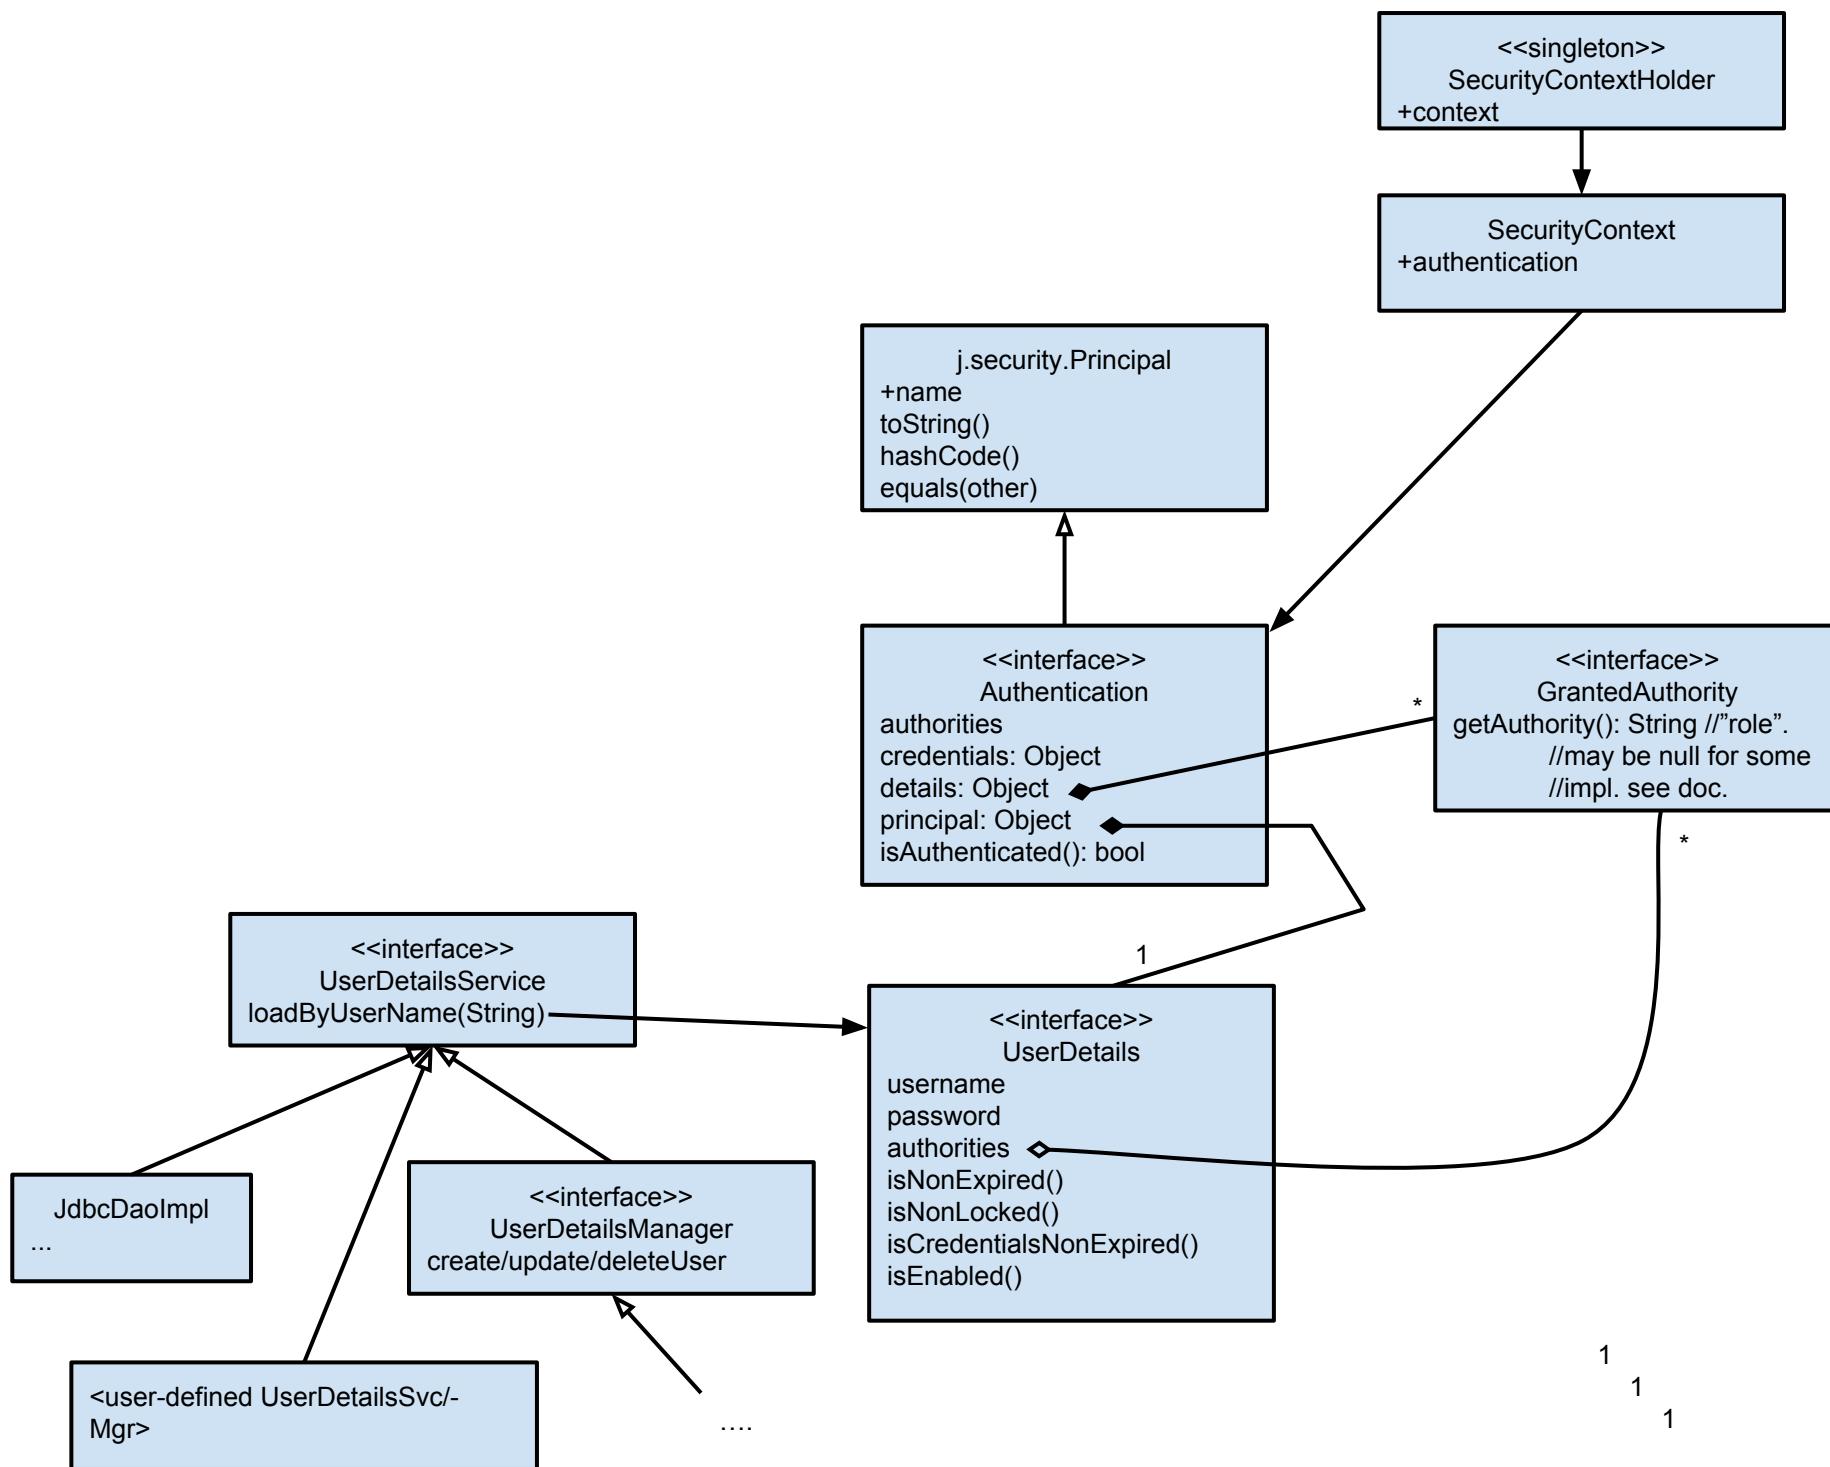 <<singleton>>
SecurityContextHolder
+context
SecurityContext
+authentication
j.security.Principal
+name
toString()
hashCode()
equals(other)
<<interface>>
Authentication
authorities
credentials: Object
details: Object
principal: Object
isAuthenticated(): bool
*
<<interface>>
GrantedAuthority
getAuthority(): String //”role”.
//may be null for some
//impl. see doc.
*
1
<<interface>>
UserDetailsService
loadByUserName(String)
<<interface>>
UserDetails
username
password
authorities
isNonExpired()
isNonLocked()
isCredentialsNonExpired()
isEnabled()
JdbcDaoImpl
...
<<interface>>
UserDetailsManager
create/update/deleteUser
<user-defined UserDetailsSvc/-
Mgr>
....
1
1
1